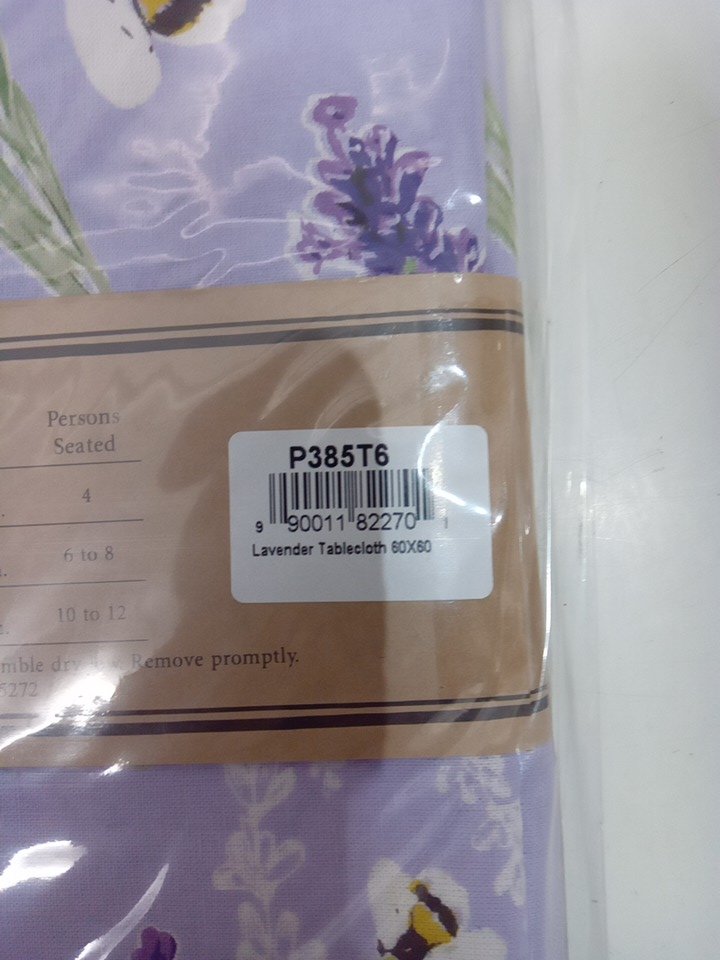 Persons
Seated
4
6 to 8
10 to 12
Remove promptly.
5272
P385T6
9 90011 82270 1
Lavender Tablecloth 60X60